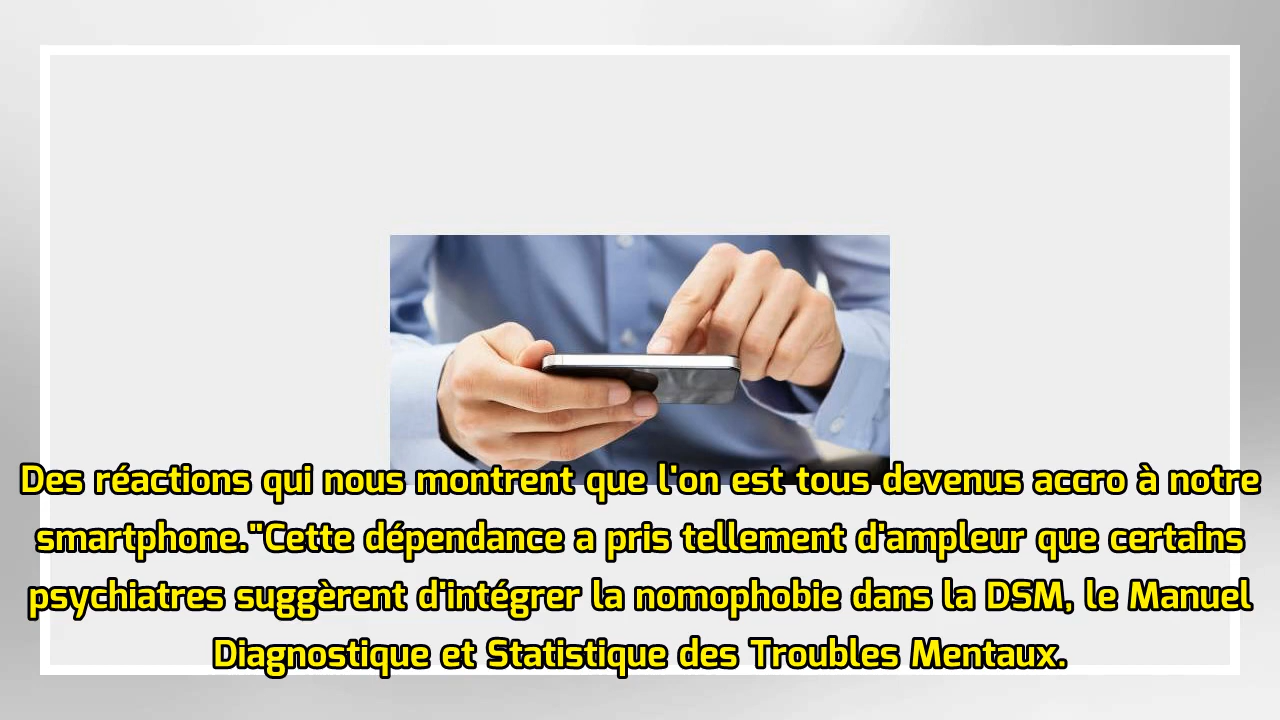 Des réactions qui nous montrent que l'on est tous devenus accro à notre
smartphone."Cette dépendance a pris tellement d'ampleur que certains
psychiatres suggèrent d'intégrer la nomophobie dans la DSM, le Manuel
Diagnostique et Statistique des Troubles Mentaux.